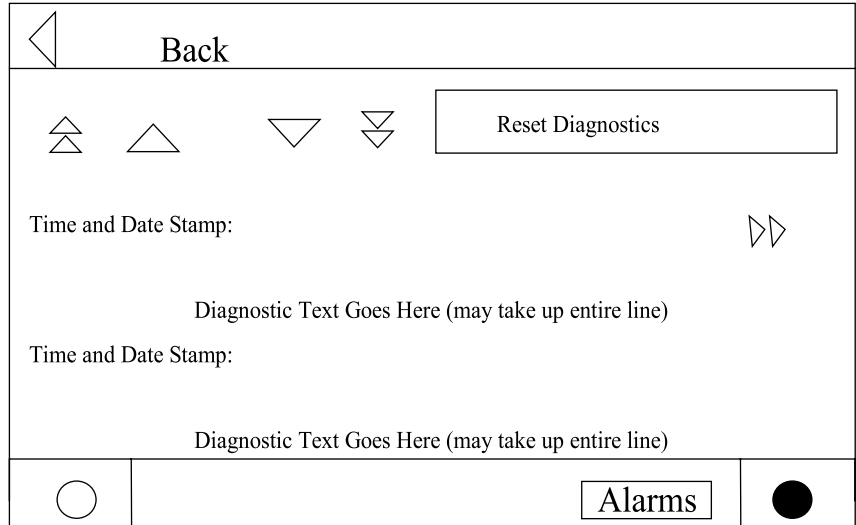 Back
Reset Diagnostics
Time and Date Stamp:
Diagnostic Text Goes Here (may take up entire line)
Time and Date Stamp:
Diagnostic Text Goes Here (may take up entire line)
Alarms